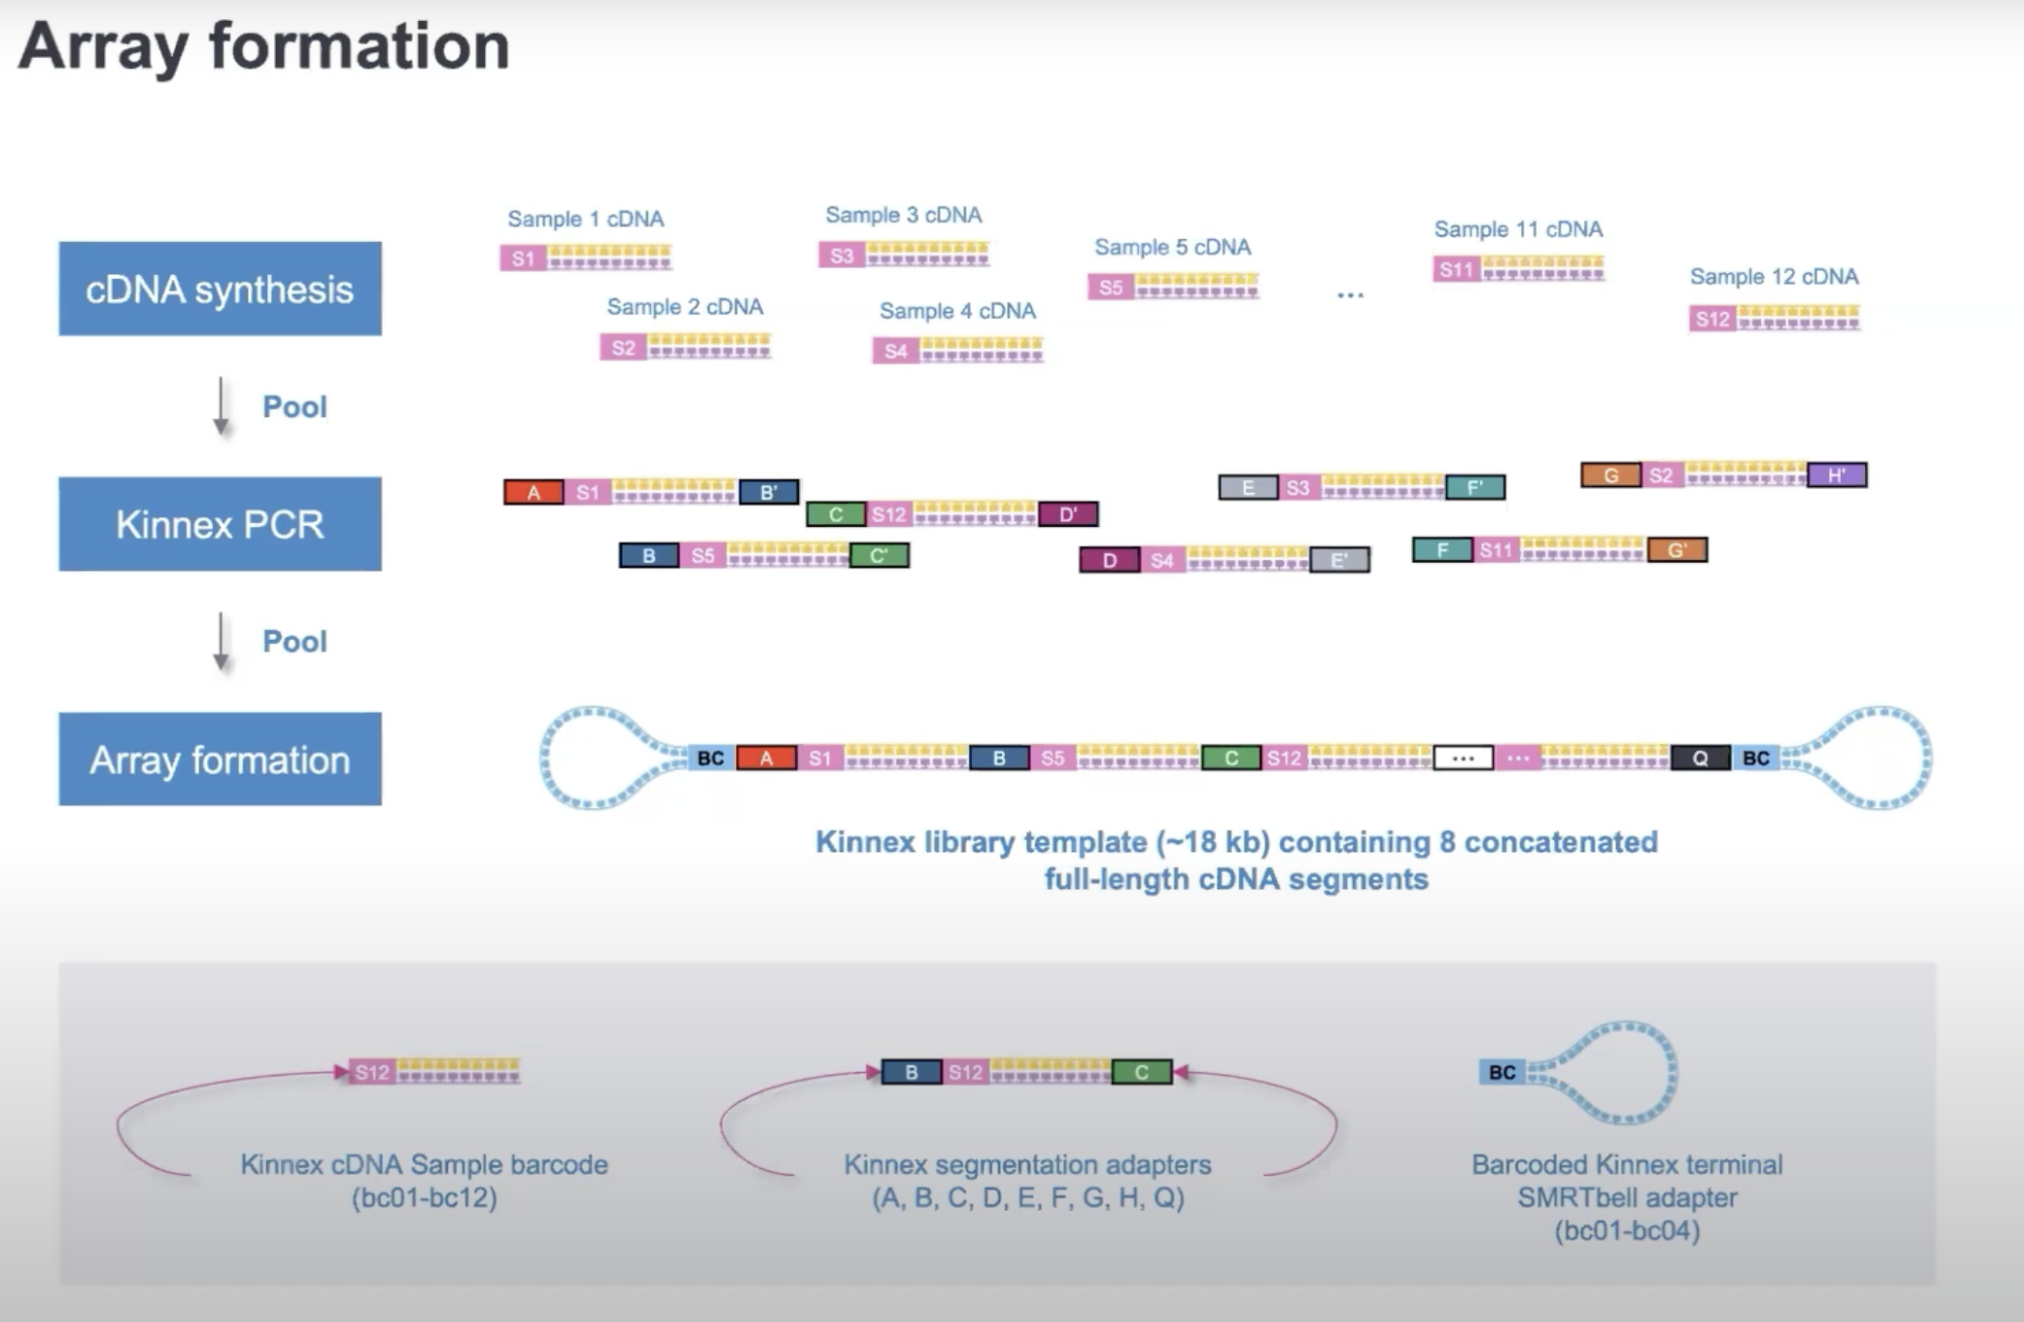 Array formation
cDNA synthesis
Sample 1 cDNA
S1
Sample 2 cDNA
S2
Sample 3 cDNA
S3
Sample 4 cDNA
S4
Sample 5 cDNA
S5
...
Sample 11 cDNA
S11
Sample 12 cDNA
S12
Pool
Kinnex PCR
A S1 B'
B S5 C'
C S12 D'
D S4 E'
E S3 F'
F S11 G'
G S2 H'
Pool
Array formation
BC A S1 B S5 C S12 ... ... Q BC
Kinnex library template (~18 kb) containing 8 concatenated
full-length cDNA segments
S12
Kinnex cDNA Sample barcode
(bc01-bc12)
B S12 C
Kinnex segmentation adapters
(A, B, C, D, E, F, G, H, Q)
BC
Barcoded Kinnex terminal
SMRTbell adapter
(bc01-bc04)